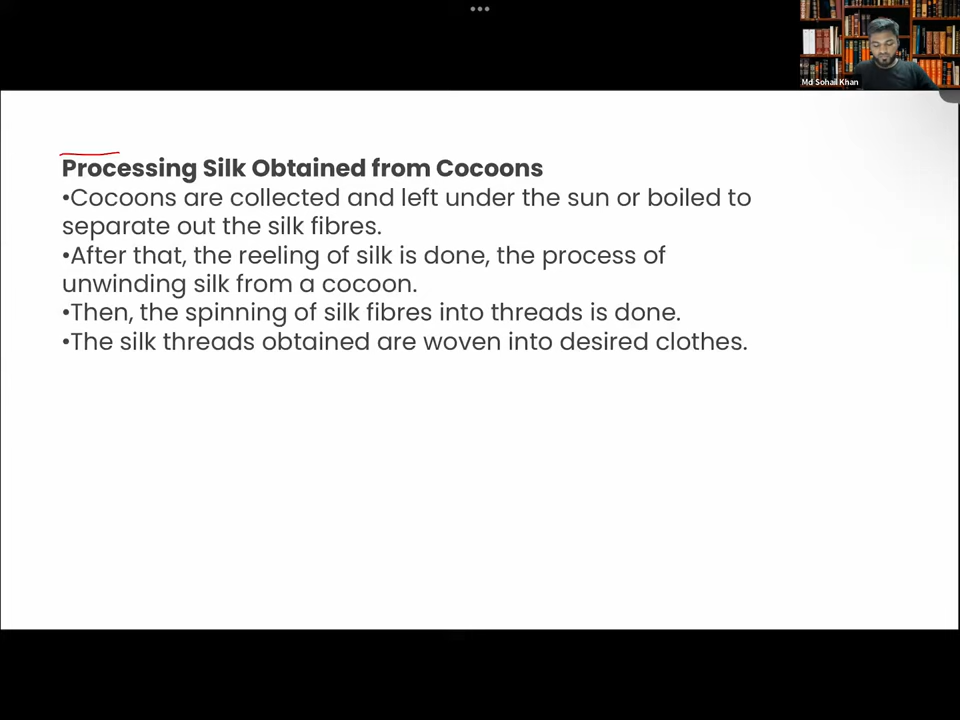 Md Sohail Khan
Processing Silk Obtained from Cocoons
•Cocoons are collected and left under the sun or boiled to
separate out the silk fibres.
•After that, the reeling of silk is done, the process of
unwinding silk from a cocoon.
•Then, the spinning of silk fibres into threads is done.
•The silk threads obtained are woven into desired clothes.